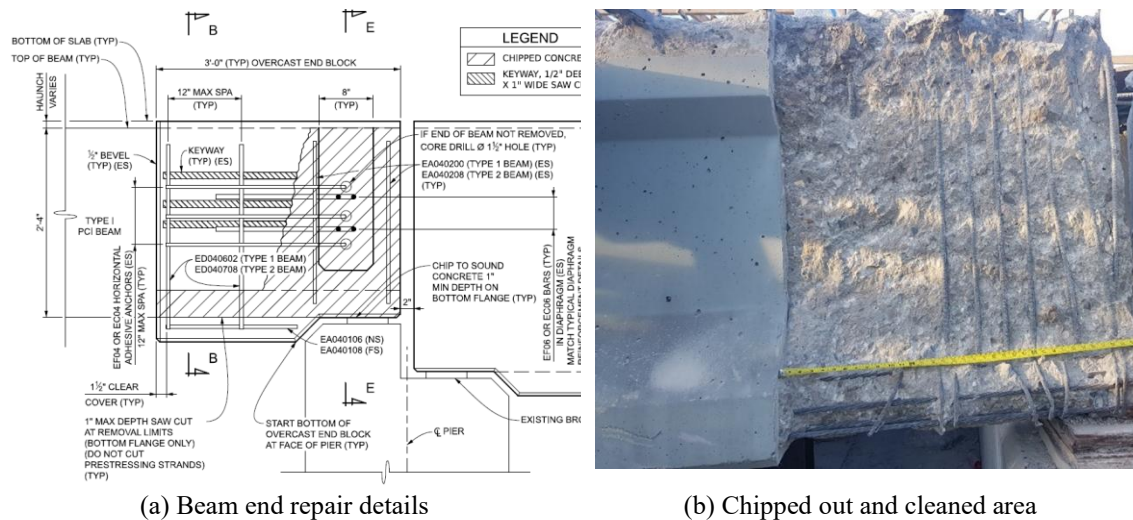 B
E
BOTTOM OF SLAB (TYP)
TOP OF BEAM (TYP)
LEGEND
CHIPPED CONCRE
KEYWAY, 1/2" DE
X 1" WIDE SAW C
3'-0" (TYP) OVERCAST END BLOCK
HAUNCH
VARIES
12" MAX SPA
(TYP)
8"
(TYP)
IF END OF BEAM NOT REMOVED,
CORE DRILL Ø 1½" HOLE (TYP)
½" BEVEL
(TYP) (ES)
KEYWAY
(TYP) (ES)
EA040200 (TYPE 1 BEAM) (ES)
EA040208 (TYPE 2 BEAM) (ES)
(TYP)
2'-4"
TYPE I
PCI BEAM
EF04 OR EC04 HORIZONTAL
ADHESIVE ANCHORS (ES)
12" MAX SPA (TYP)
ED040602 (TYPE 1 BEAM)
ED040708 (TYPE 2 BEAM)
CHIP TO SOUND
CONCRETE 1"
MIN DEPTH ON
BOTTOM FLANGE (TYP)
2"
EF06 OR EC06 BARS (TYP)
IN DIAPHRAGM (ES)
MATCH TYPICAL DIAPHRAGM
EA040106 (NS)
EA040108 (FS)
B
E
1½" CLEAR
COVER (TYP)
1" MAX DEPTH SAW CUT
AT REMOVAL LIMITS
(BOTTOM FLANGE ONLY)
(DO NOT CUT
PRESTRESSING STRANDS)
(TYP)
START BOTTOM OF
OVERCAST END BLOCK
AT FACE OF PIER (TYP)
EXISTING BRO
℄ PIER
(a) Beam end repair details
(b) Chipped out and cleaned area